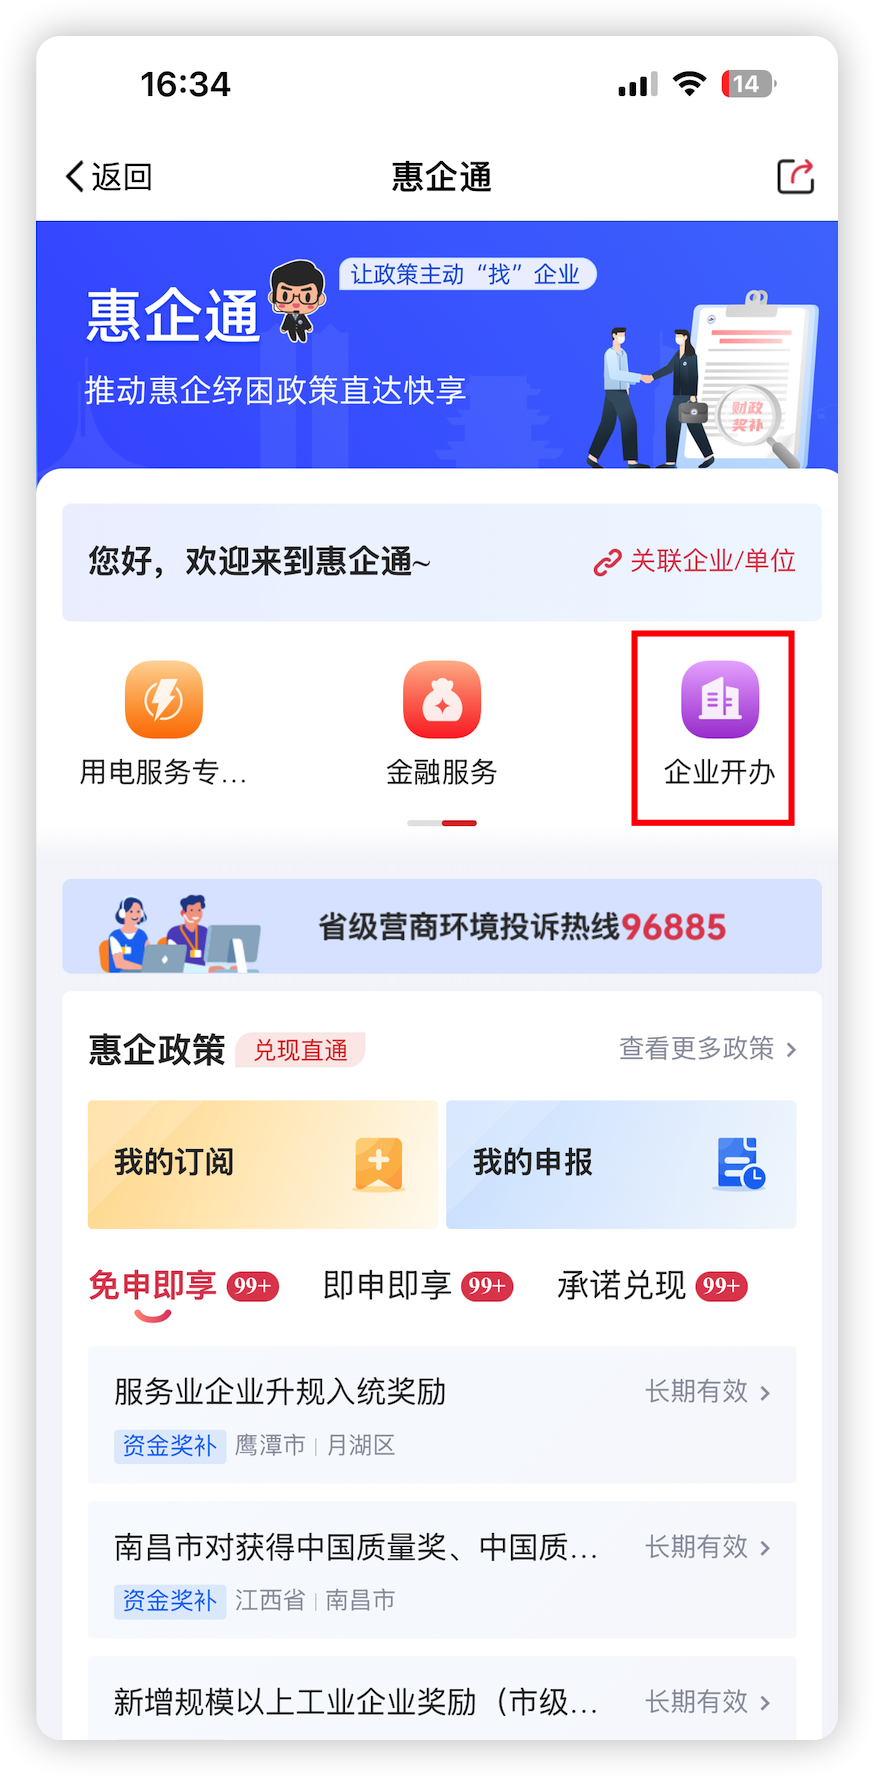 16:34
14
返回
惠企通
惠企通
让政策主动“找”企业
推动惠企纾困政策直达快享
财政
奖补
您好，欢迎来到惠企通~
关联企业/单位
用电服务专...
金融服务
企业开办
省级营商环境投诉热线96885
惠企政策
兑现直通
查看更多政策
我的订阅
我的申报
免申即享 99+
即申即享 99+
承诺兑现 99+
服务业企业升规入统奖励
长期有效
资金奖补 鹰潭市 | 月湖区
南昌市对获得中国质量奖、中国质...
长期有效
资金奖补 江西省 | 南昌市
新增规模以上工业企业奖励（市级...
长期有效